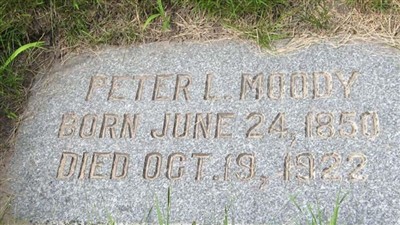 PETER L. MOODY
BORN JUNE 24, 1850
DIED OCT. 19, 1922